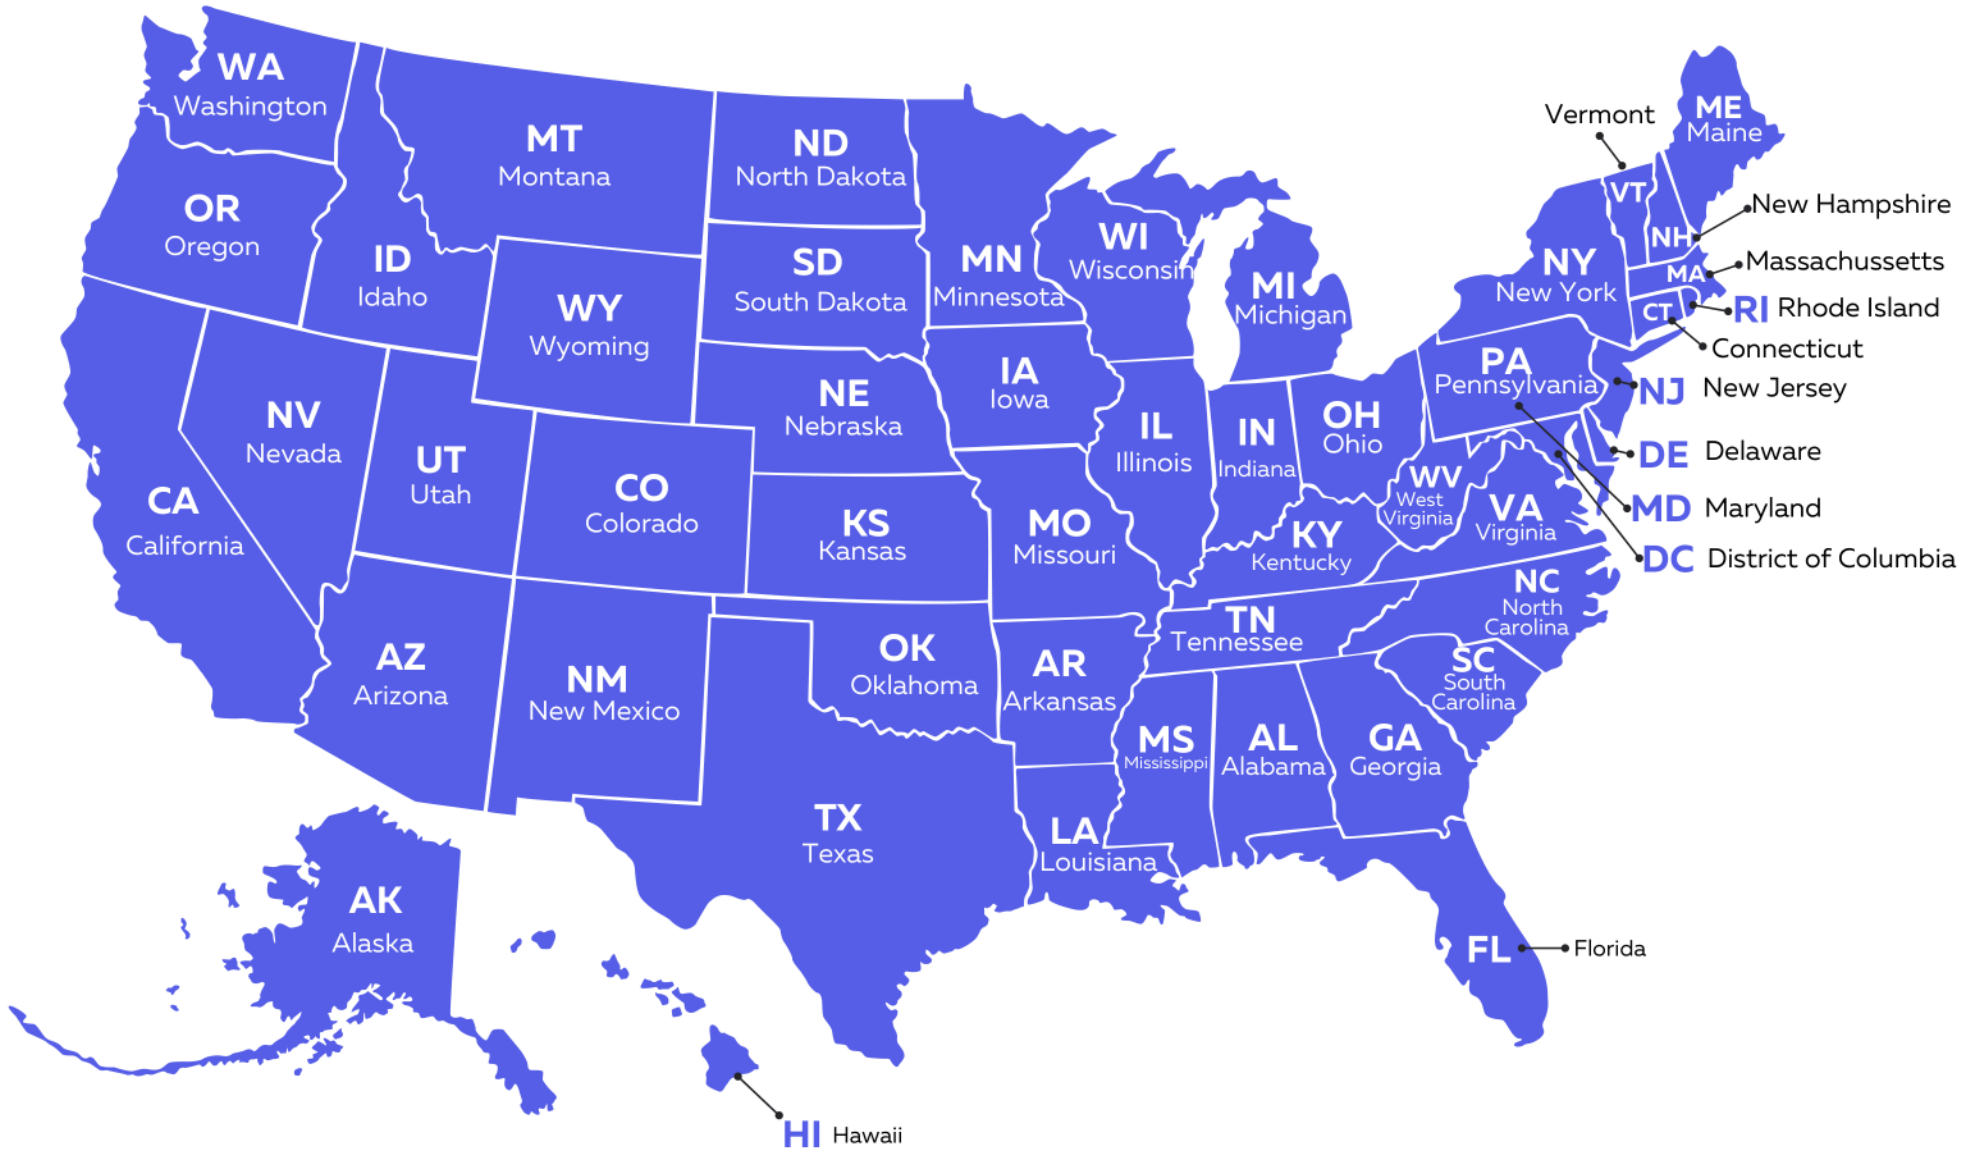 WA
Washington
OR
Oregon
CA
California
NV
Nevada
ID
Idaho
MT
Montana
WY
Wyoming
UT
Utah
CO
Colorado
AZ
Arizona
NM
New Mexico
ND
North Dakota
SD
South Dakota
NE
Nebraska
KS
Kansas
OK
Oklahoma
TX
Texas
MN
Minnesota
IA
Iowa
MO
Missouri
AR
Arkansas
LA
Louisiana
WI
Wisconsin
IL
Illinois
MI
Michigan
IN
Indiana
OH
Ohio
KY
Kentucky
TN
Tennessee
MS
Mississippi
AL
Alabama
GA
Georgia
FL
Florida
SC
South
Carolina
NC
North
Carolina
VA
Virginia
WV
West
Virginia
PA
Pennsylvania
NY
New York
Vermont
VT
ME
Maine
NH
New Hampshire
MA
Massachussetts
RI Rhode Island
CT
Connecticut
NJ New Jersey
DE Delaware
MD Maryland
DC District of Columbia
AK
Alaska
HI Hawaii